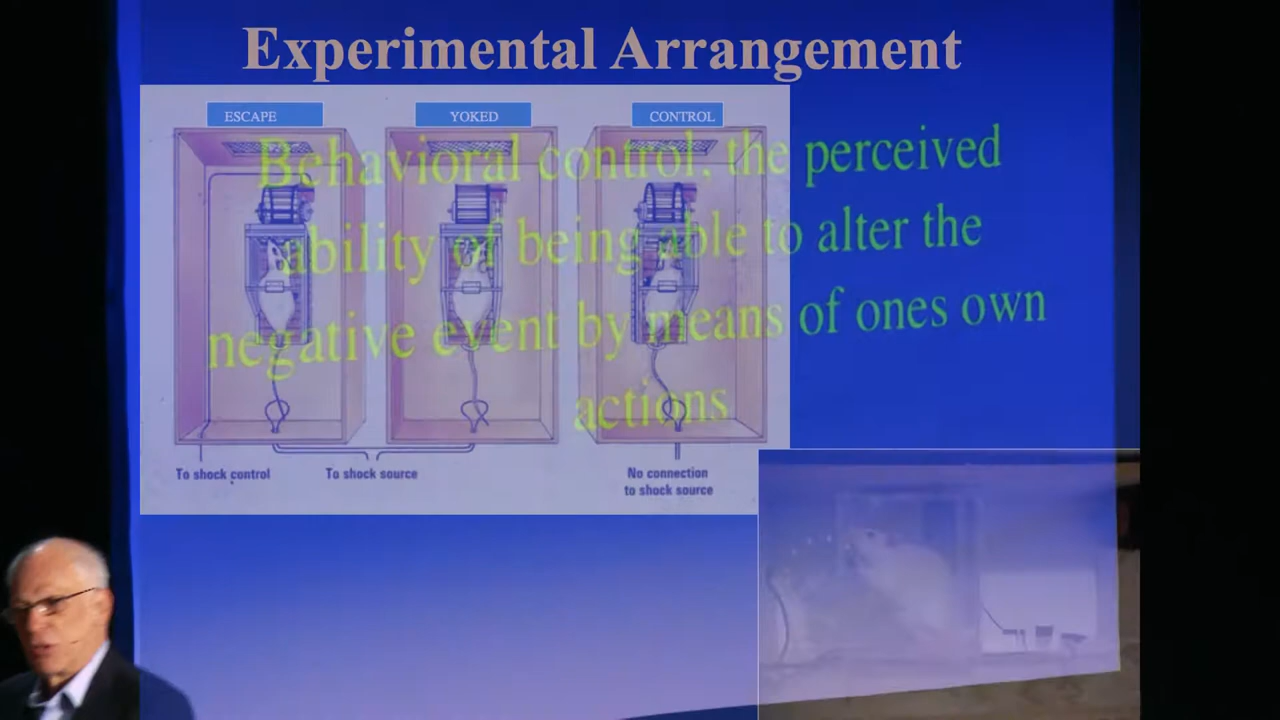 Experimental Arrangement
ESCAPE YOKED CONTROL
Behavioral control, the perceived
ability of being able to alter the
negative event by means of ones own
actions
To shock control To shock source No connection
to shock source